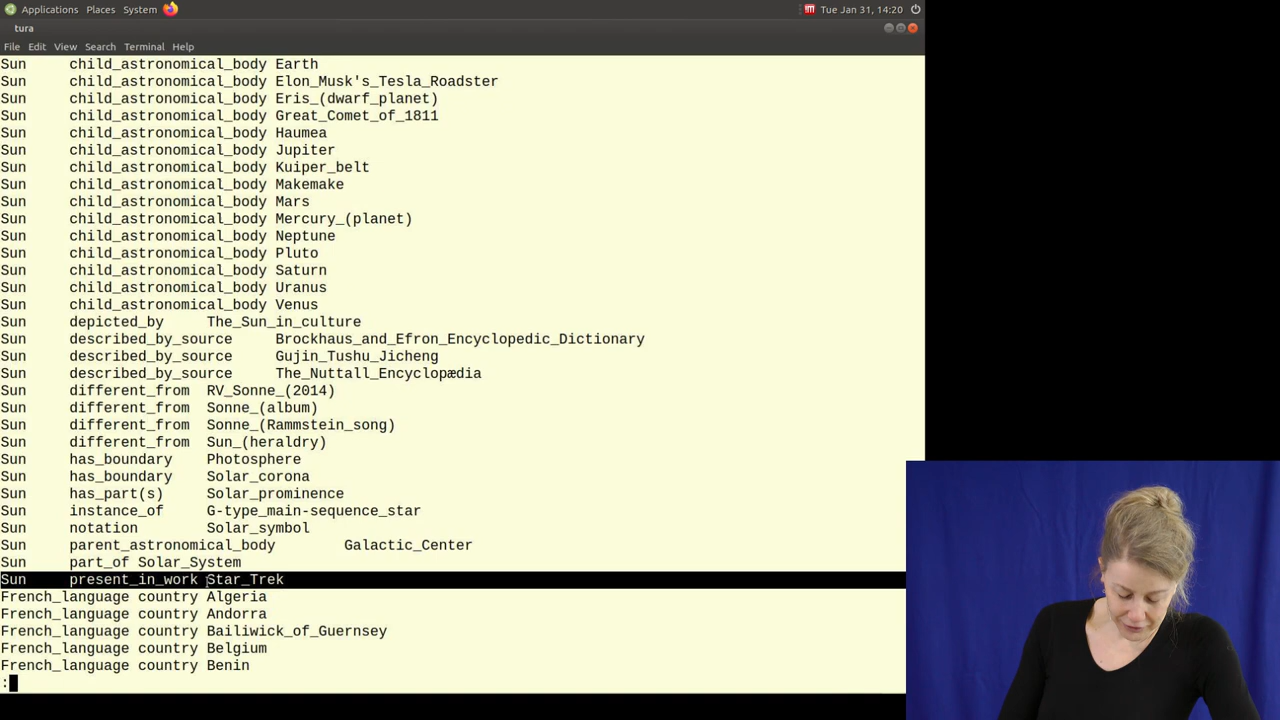 Applications Places System Tue Jan 31, 14:20
tura
File Edit View Search Terminal Help
Sun child_astronomical_body Earth
Sun child_astronomical_body Elon_Musk's_Tesla_Roadster
Sun child_astronomical_body Eris_(dwarf_planet)
Sun child_astronomical_body Great_Comet_of_1811
Sun child_astronomical_body Haumea
Sun child_astronomical_body Jupiter
Sun child_astronomical_body Kuiper_belt
Sun child_astronomical_body Makemake
Sun child_astronomical_body Mars
Sun child_astronomical_body Mercury_(planet)
Sun child_astronomical_body Neptune
Sun child_astronomical_body Pluto
Sun child_astronomical_body Saturn
Sun child_astronomical_body Uranus
Sun child_astronomical_body Venus
Sun depicted_by The_Sun_in_culture
Sun described_by_source Brockhaus_and_Efron_Encyclopedic_Dictionary
Sun described_by_source Gujin_Tushu_Jicheng
Sun described_by_source The_Nuttall_Encyclopædia
Sun different_from RV_Sonne_(2014)
Sun different_from Sonne_(album)
Sun different_from Sonne_(Rammstein_song)
Sun different_from Sun_(heraldry)
Sun has_boundary Photosphere
Sun has_boundary Solar_corona
Sun has_part(s) Solar_prominence
Sun instance_of G-type_main-sequence_star
Sun notation Solar_symbol
Sun parent_astronomical_body Galactic_Center
Sun part_of Solar_System
Sun present_in_work Star_Trek
French_language country Algeria
French_language country Andorra
French_language country Bailiwick_of_Guernsey
French_language country Belgium
French_language country Benin
: